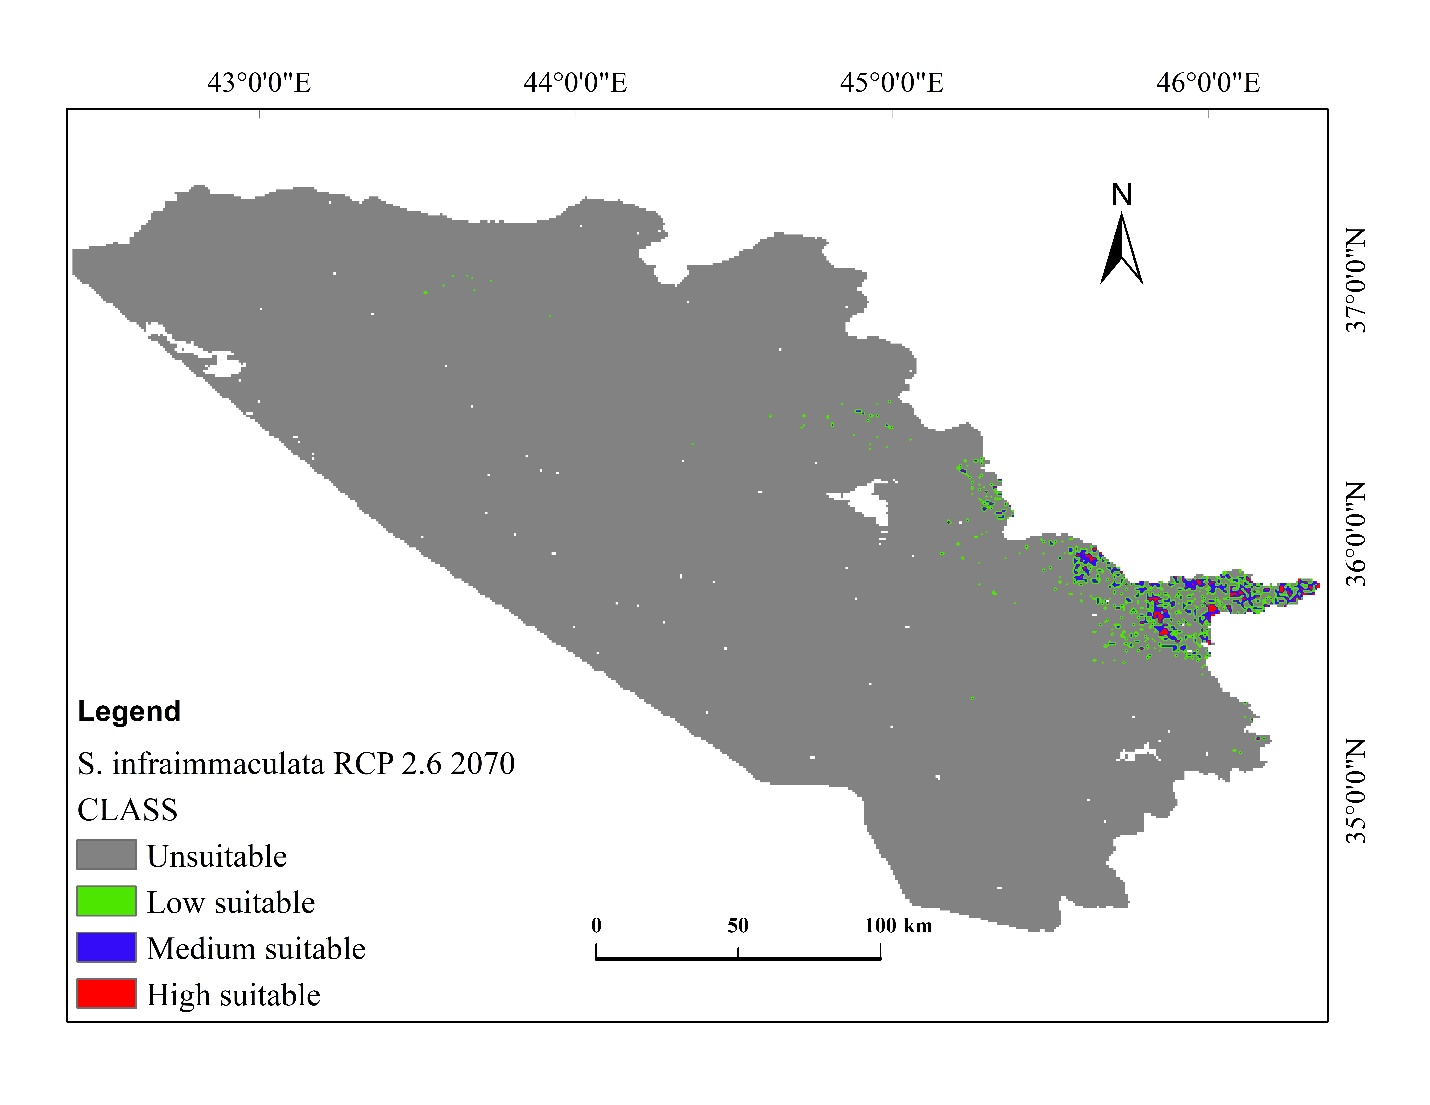 43°0'0"E 44°0'0"E 45°0'0"E 46°0'0"E
N
37°0'0"N
36°0'0"N
35°0'0"N
Legend
S. infraimmaculata RCP 2.6 2070
CLASS
Unsuitable
Low suitable
Medium suitable
High suitable
0 50 100 km